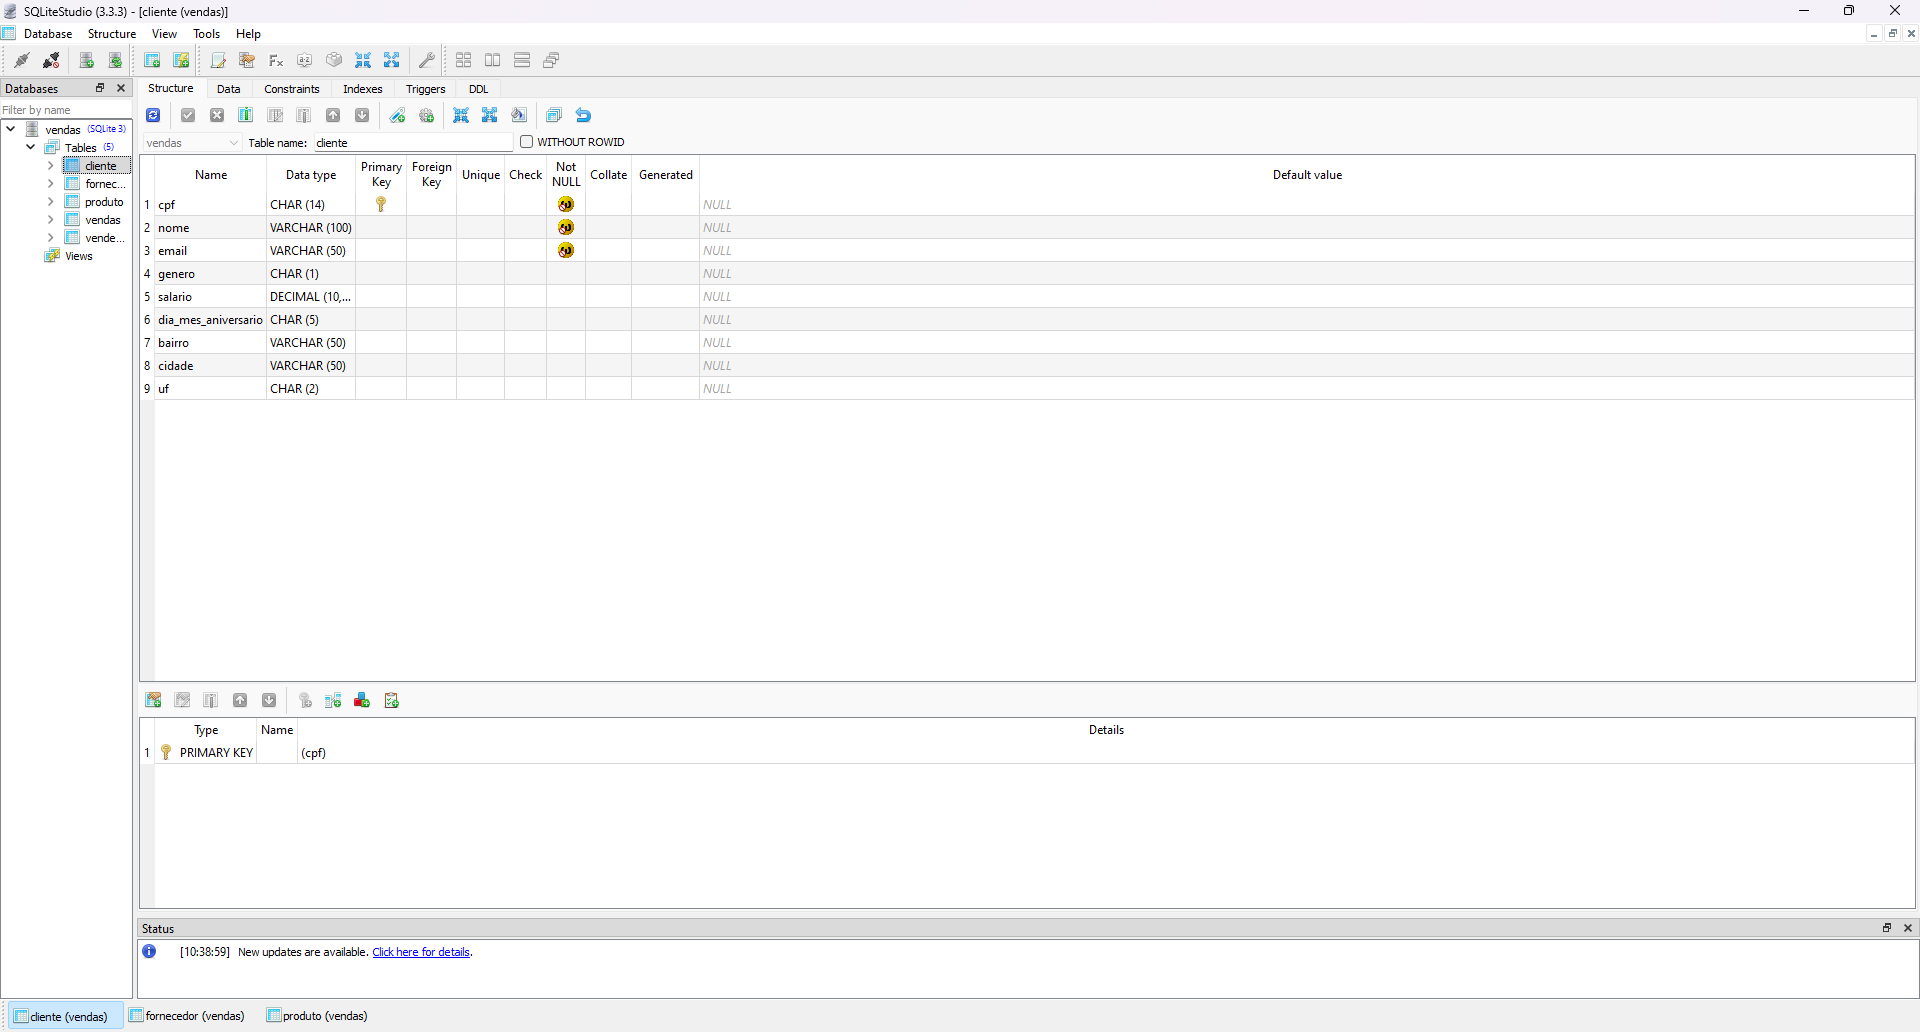 SQLiteStudio (3.3.3) - [cliente (vendas)]
Database Structure View Tools Help
Databases
Filter by name
vendas (SQLite 3)
Tables (5)
cliente
fornec...
produto
vendas
vende...
Views
Structure Data Constraints Indexes Triggers DDL
vendas Table name: cliente WITHOUT ROWID
Name Data type Primary Key Foreign Key Unique Check Not NULL Collate Generated Default value
1 cpf CHAR (14) NULL
2 nome VARCHAR (100) NULL
3 email VARCHAR (50) NULL
4 genero CHAR (1) NULL
5 salario DECIMAL (10,... NULL
6 dia_mes_aniversario CHAR (5) NULL
7 bairro VARCHAR (50) NULL
8 cidade VARCHAR (50) NULL
9 uf CHAR (2) NULL
Type Name Details
1 PRIMARY KEY (cpf)
Status
[10:38:59] New updates are available. Click here for details.
cliente (vendas) fornecedor (vendas) produto (vendas)